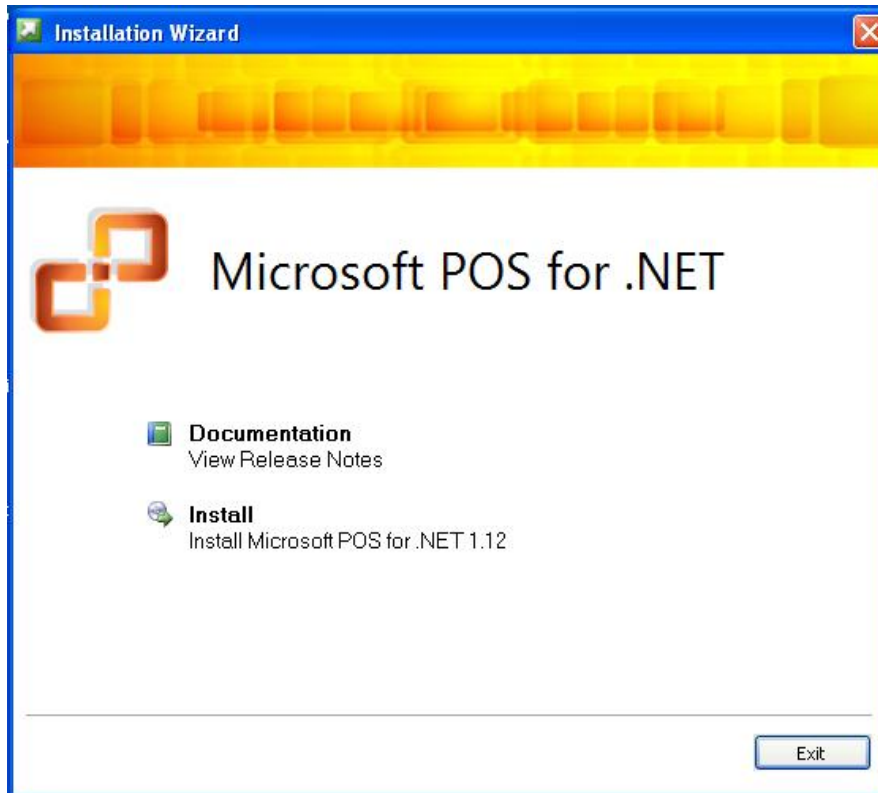 Installation Wizard
Microsoft POS for .NET
Documentation
View Release Notes
Install
Install Microsoft POS for .NET 1.12
Exit